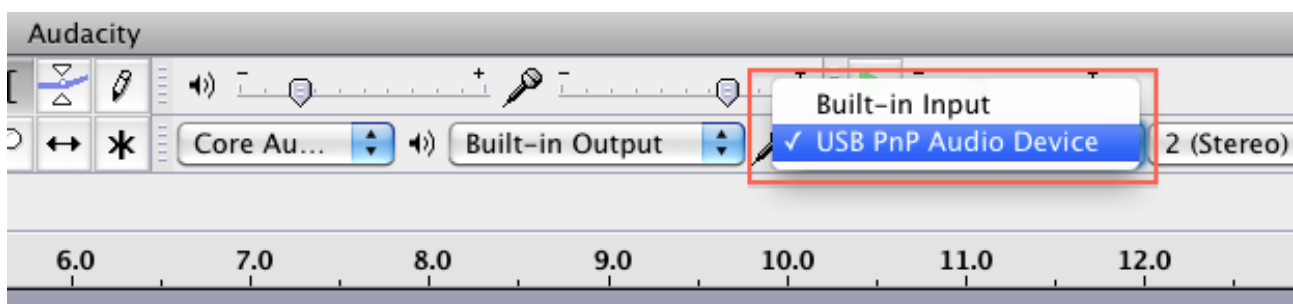 Audacity
Built-in Input
Core Au... Built-in Output ✓ USB PnP Audio Device 2 (Stereo)
6.0 7.0 8.0 9.0 10.0 11.0 12.0